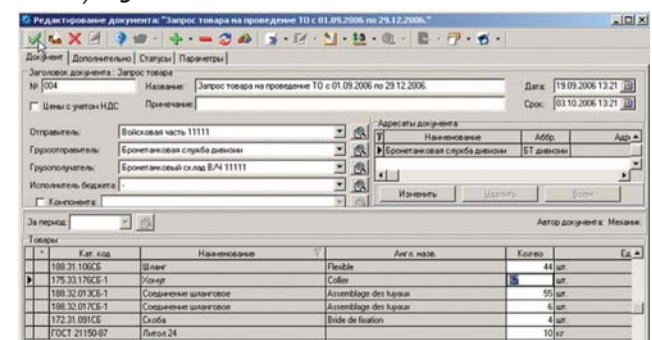 Редактирование документа: "Запрос товара на проведение ТО с 01.09.2006 по 29.12.2006."
Документ Дополнительно Статусы Параметры
Заголовок документа: Запрос товара
№ 004 Название: Запрос товара на проведение ТО с 01.09.2006 по 29.12.2006. Дата: 19.09.2006 13:21
Цены с учетом НДС Примечание: Срок: 03.10.2006 13:21
Адресаты документа
Отправитель: Войсковая часть 11111 Наименование Аббр.
Грузоотправитель: Бронетанковая служба дивизии Бронетанковая служба дивизии БТ дивизии
Грузополучатель: Бронетанковый склад В/Ч 11111
Исполнитель бюджета: - Изменить Удалить
Компонента:
За период: Автор документа: Механик
Товары
* Кат. код Наименование Англ. назв. Кол-во Ед
188.31.106СБ Шланг Flexible 44 шт.
175.33.176СБ-1 Хомут Collier шт.
188.32.013СБ-1 Соединение шланговое Assemblage des tuyaux 55 шт.
188.32.017СБ-1 Соединение шланговое Assemblage des tuyaux 6 шт.
172.31.091СБ Скоба Bride de fixation 4 шт.
ГОСТ 21150-87 Литол 24 10 кг